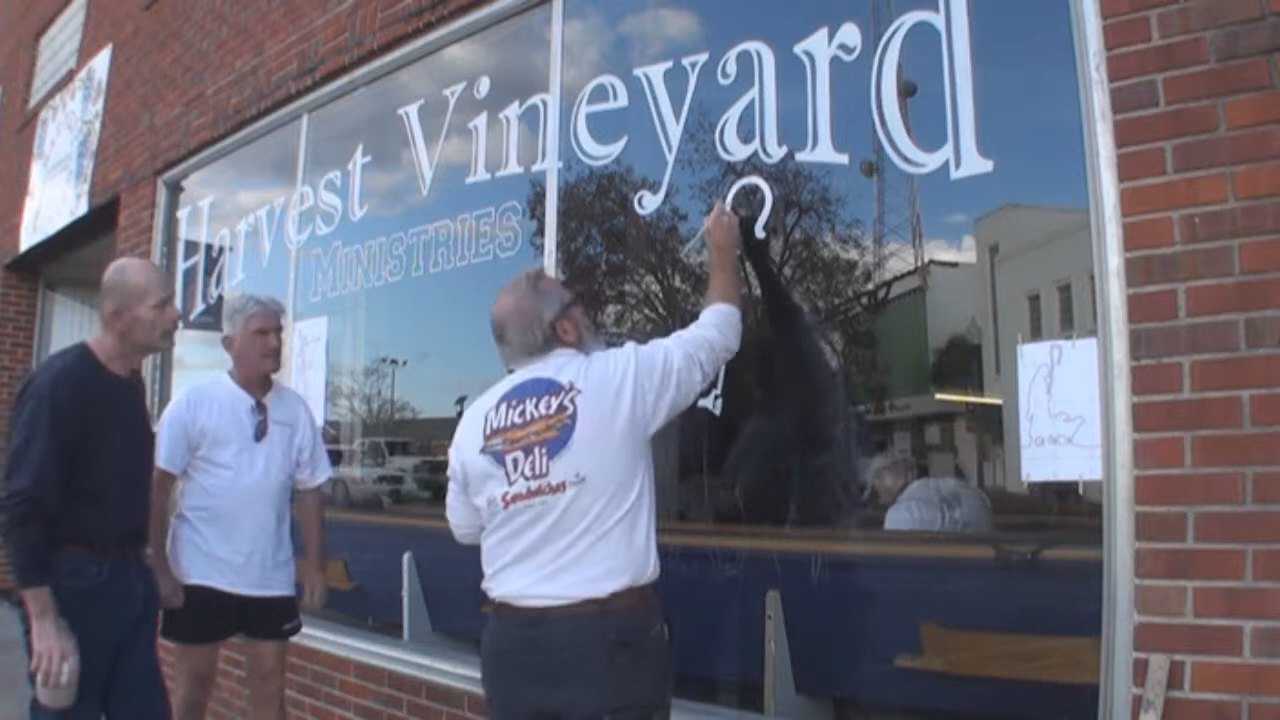 Harvest Vineyard
MINISTRIES
MiCKEY'S
Deli
Sandwiches